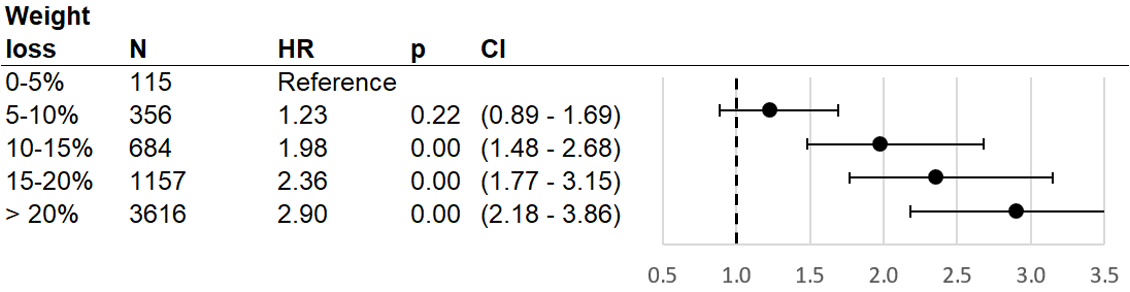 Weight
loss N HR p CI
0-5% 115 Reference
5-10% 356 1.23 0.22 (0.89 - 1.69)
10-15% 684 1.98 0.00 (1.48 - 2.68)
15-20% 1157 2.36 0.00 (1.77 - 3.15)
> 20% 3616 2.90 0.00 (2.18 - 3.86)
0.5 1.0 1.5 2.0 2.5 3.0 3.5